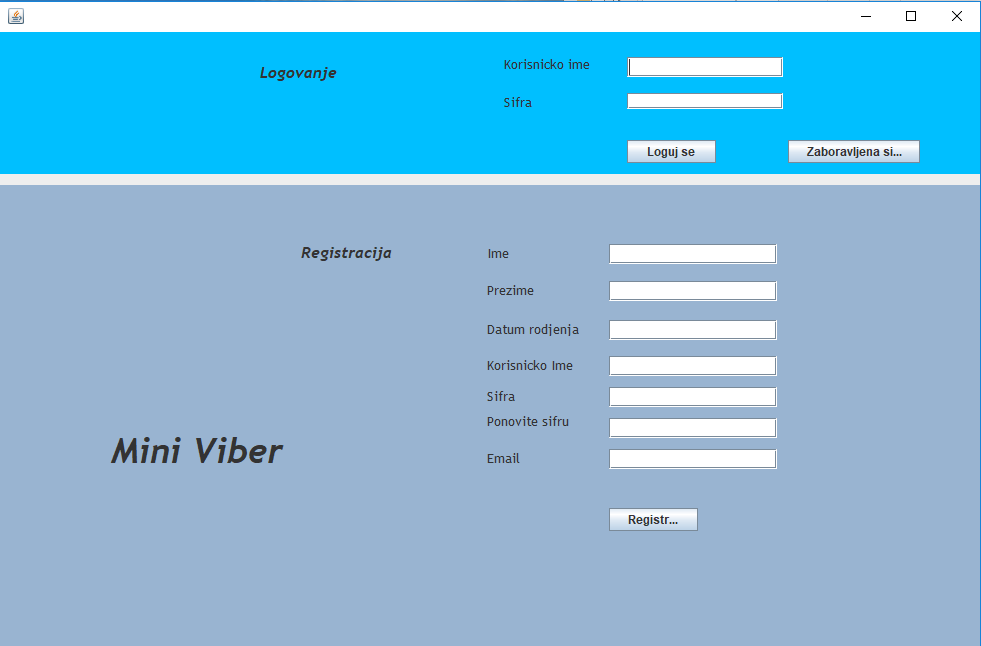 Logovanje
Korisnicko ime
Sifra
Loguj se
Zaboravljena si...
Registracija
Ime
Prezime
Datum rodjenja
Korisnicko Ime
Sifra
Ponovite sifru
Mini Viber
Email
Registr...